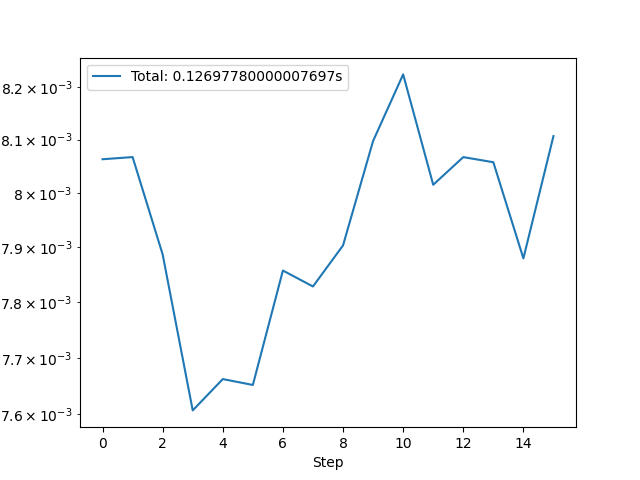 Total: 0.12697780000007697s
8.2 × 10⁻³
8.1 × 10⁻³
8 × 10⁻³
7.9 × 10⁻³
7.8 × 10⁻³
7.7 × 10⁻³
7.6 × 10⁻³
0 2 4 6 8 10 12 14
Step